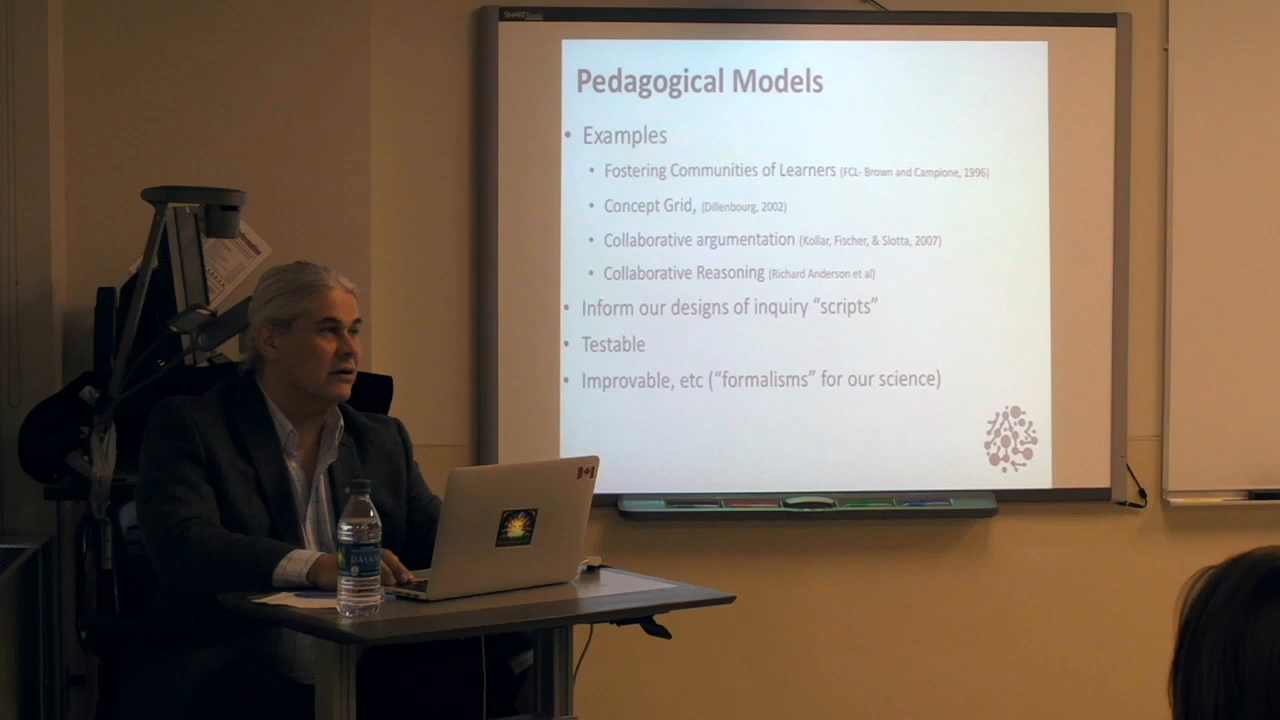 SMART
Pedagogical Models
• Examples
• Fostering Communities of Learners (FCL- Brown and Campione, 1996)
• Concept Grid, (Dillenbourg, 2002)
• Collaborative argumentation (Kollar, Fischer, & Slotta, 2007)
• Collaborative Reasoning (Richard Anderson et al)
• Inform our designs of inquiry “scripts”
• Testable
• Improvable, etc (“formalisms” for our science)
DASANI